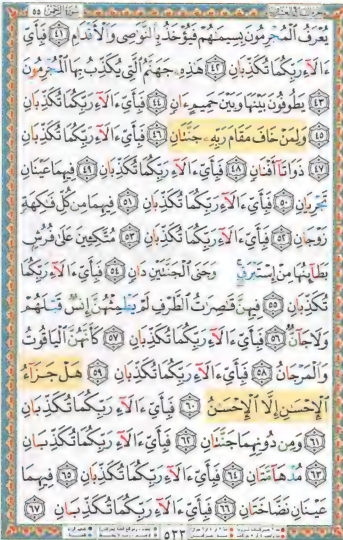 سورة الرحمن ٥٥
يُعْرَفُ ٱلْمُجْرِمُونَ بِسِيمَٰهُمْ فَيُؤْخَذُ بِٱلنَّوَٰصِى وَٱلْأَقْدَامِ ٤١ فَبِأَىِّ
ءَالَآءِ رَبِّكُمَا تُكَذِّبَانِ ٤٢ هَٰذِهِۦ جَهَنَّمُ ٱلَّتِى يُكَذِّبُ بِهَا ٱلْمُجْرِمُونَ
٤٣ يَطُوفُونَ بَيْنَهَا وَبَيْنَ حَمِيمٍ ءَانٍ ٤٤ فَبِأَىِّ ءَالَآءِ رَبِّكُمَا تُكَذِّبَانِ
٤٥ وَلِمَنْ خَافَ مَقَامَ رَبِّهِۦ جَنَّتَانِ ٤٦ فَبِأَىِّ ءَالَآءِ رَبِّكُمَا تُكَذِّبَانِ
٤٧ ذَوَاتَآ أَفْنَانٍ ٤٨ فَبِأَىِّ ءَالَآءِ رَبِّكُمَا تُكَذِّبَانِ ٤٩ فِيهِمَا عَيْنَانِ
تَجْرِيَانِ ٥٠ فَبِأَىِّ ءَالَآءِ رَبِّكُمَا تُكَذِّبَانِ ٥١ فِيهِمَا مِن كُلِّ فَٰكِهَةٍ
زَوْجَانِ ٥٢ فَبِأَىِّ ءَالَآءِ رَبِّكُمَا تُكَذِّبَانِ ٥٣ مُتَّكِـِٔينَ عَلَىٰ فُرُشٍۭ
بَطَآئِنُهَا مِنْ إِسْتَبْرَقٍ وَجَنَى ٱلْجَنَّتَيْنِ دَانٍ ٥٤ فَبِأَىِّ ءَالَآءِ رَبِّكُمَا
تُكَذِّبَانِ ٥٥ فِيهِنَّ قَٰصِرَٰتُ ٱلطَّرْفِ لَمْ يَطْمِثْهُنَّ إِنسٌ قَبْلَهُمْ
وَلَا جَآنٌّ ٥٦ فَبِأَىِّ ءَالَآءِ رَبِّكُمَا تُكَذِّبَانِ ٥٧ كَأَنَّهُنَّ ٱلْيَاقُوتُ
وَٱلْمَرْجَانُ ٥٨ فَبِأَىِّ ءَالَآءِ رَبِّكُمَا تُكَذِّبَانِ ٥٩ هَلْ جَزَآءُ
ٱلْإِحْسَٰنِ إِلَّا ٱلْإِحْسَٰنُ ٦٠ فَبِأَىِّ ءَالَآءِ رَبِّكُمَا تُكَذِّبَانِ
٦١ وَمِن دُونِهِمَا جَنَّتَانِ ٦٢ فَبِأَىِّ ءَالَآءِ رَبِّكُمَا تُكَذِّبَانِ
٦٣ مُدْهَآمَّتَانِ ٦٤ فَبِأَىِّ ءَالَآءِ رَبِّكُمَا تُكَذِّبَانِ ٦٥ فِيهِمَا
عَيْنَانِ نَضَّاخَتَانِ ٦٦ فَبِأَىِّ ءَالَآءِ رَبِّكُمَا تُكَذِّبَانِ ٦٧
٥٣٣